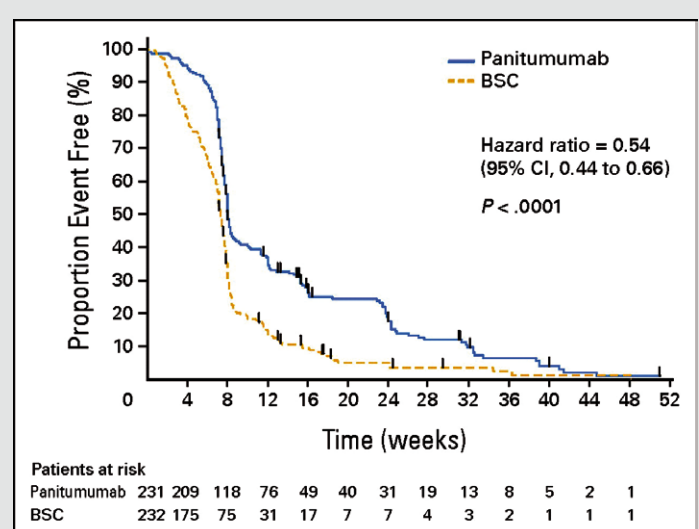 100
90
80
70
60
50
40
30
20
10
Proportion Event Free (%)
Panitumumab
BSC
Hazard ratio = 0.54
(95% CI, 0.44 to 0.66)
P < .0001
0 4 8 12 16 20 24 28 32 36 40 44 48 52
Time (weeks)
Patients at risk
Panitumumab 231 209 118 76 49 40 31 19 13 8 5 2 1
BSC 232 175 75 31 17 7 7 4 3 2 1 1 1